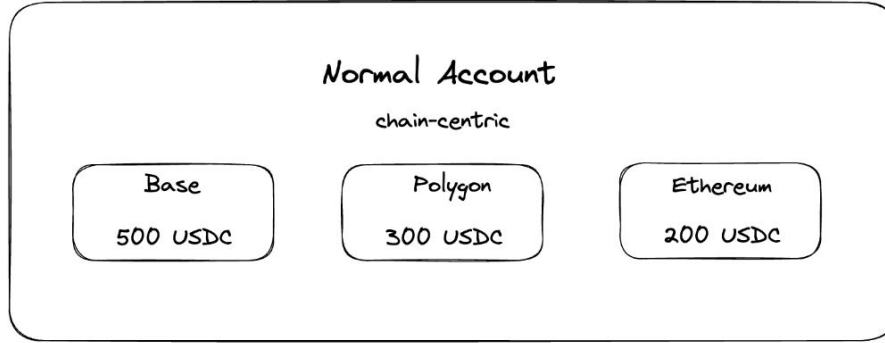 Normal Account
chain-centric
Base
500 USDC
Polygon
300 USDC
Ethereum
200 USDC